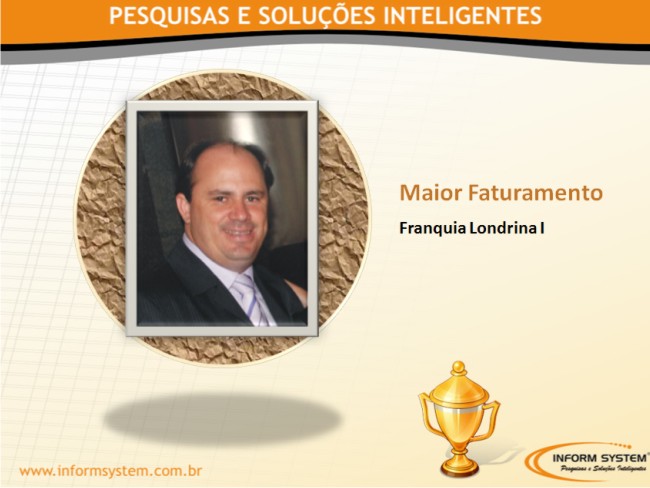 PESQUISAS E SOLUÇÕES INTELIGENTES
Maior Faturamento
Franquia Londrina I
INFORM SYSTEM
Pesquisas e Soluções Inteligentes
www.informsystem.com.br